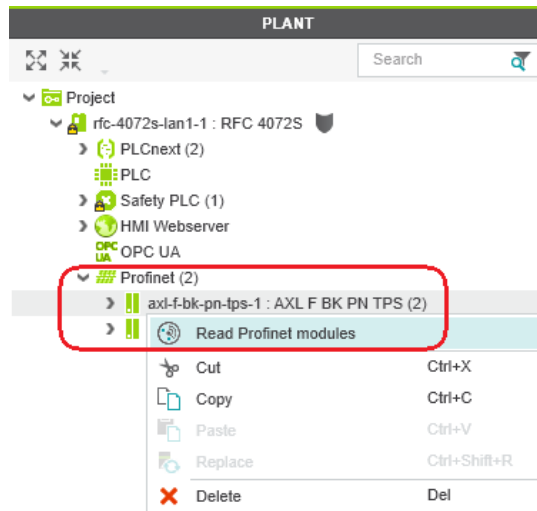 PLANT
Search
Project
rfc-4072s-lan1-1 : RFC 4072S
PLCnext (2)
PLC
Safety PLC (1)
HMI Webserver
OPC UA OPC UA
Profinet (2)
axl-f-bk-pn-tps-1 : AXL F BK PN TPS (2)
Read Profinet modules
Cut Ctrl+X
Copy Ctrl+C
Paste Ctrl+V
Replace Ctrl+Shift+R
Delete Del